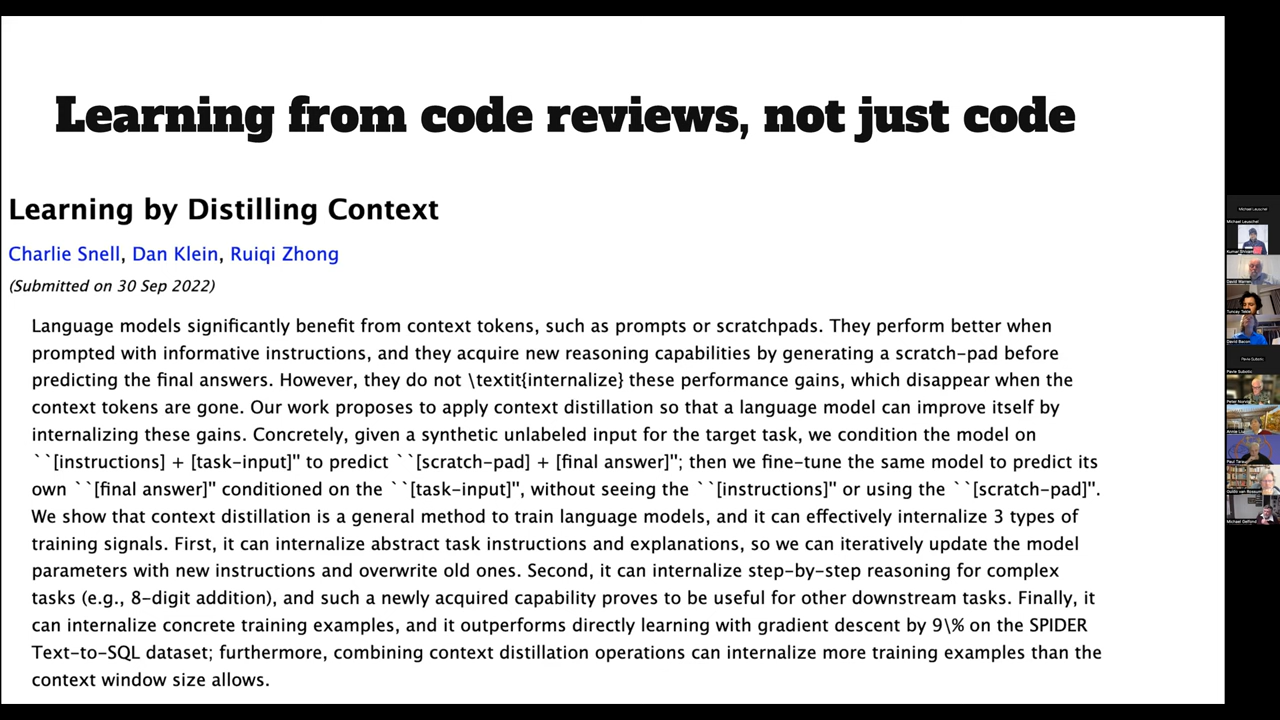 Learning from code reviews, not just code
Learning by Distilling Context
Charlie Snell, Dan Klein, Ruiqi Zhong
(Submitted on 30 Sep 2022)
Language models significantly benefit from context tokens, such as prompts or scratchpads. They perform better when
prompted with informative instructions, and they acquire new reasoning capabilities by generating a scratch-pad before
predicting the final answers. However, they do not \textit{internalize} these performance gains, which disappear when the
context tokens are gone. Our work proposes to apply context distillation so that a language model can improve itself by
internalizing these gains. Concretely, given a synthetic unlabeled input for the target task, we condition the model on
``[instructions] + [task-input]'' to predict ``[scratch-pad] + [final answer]''; then we fine-tune the same model to predict its
own ``[final answer]'' conditioned on the ``[task-input]'', without seeing the ``[instructions]'' or using the ``[scratch-pad]''.
We show that context distillation is a general method to train language models, and it can effectively internalize 3 types of
training signals. First, it can internalize abstract task instructions and explanations, so we can iteratively update the model
parameters with new instructions and overwrite old ones. Second, it can internalize step-by-step reasoning for complex
tasks (e.g., 8-digit addition), and such a newly acquired capability proves to be useful for other downstream tasks. Finally, it
can internalize concrete training examples, and it outperforms directly learning with gradient descent by 9\% on the SPIDER
Text-to-SQL dataset; furthermore, combining context distillation operations can internalize more training examples than the
context window size allows.
Michael Leuschel
Michael Leuschel
David Warren
Peter Norvig